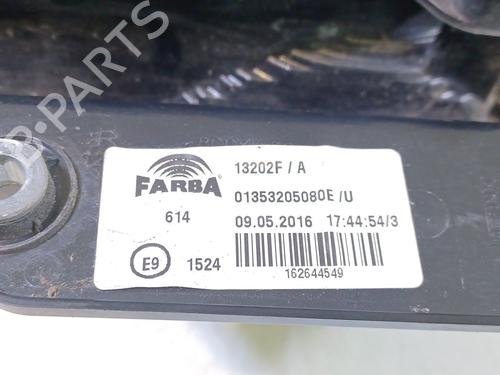 B-PARTS
FARBA
13202F / A
01353205080E /U
614
09.05.2016 17:44:54/3
E9
1524
162644549